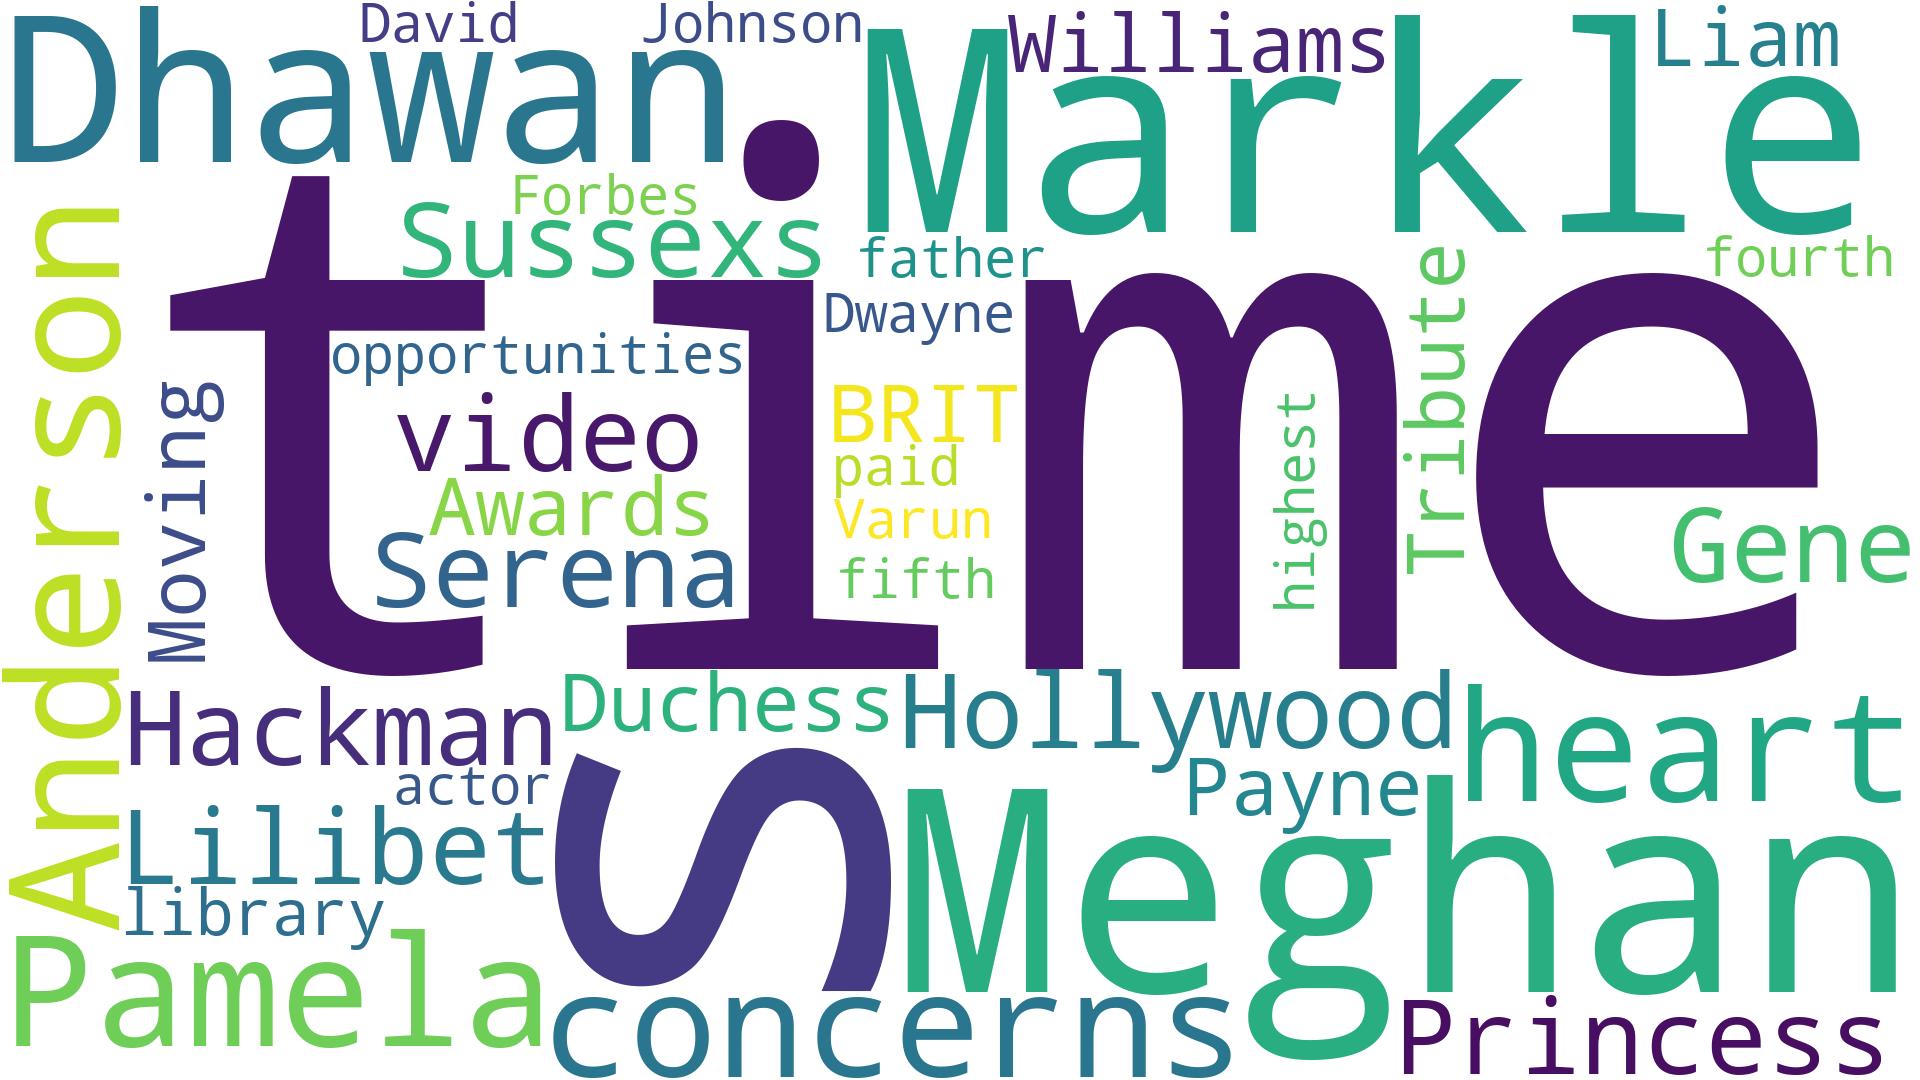 David
Johnson
Williams
Liam
Dhawan
Markle
Forbes
Sussexs
father
fourth
Dwayne
time
Anderson
Moving
opportunities
video
BRIT
paid
Awards
Varun
Serena
fifth
highest
Tribute
Gene
Hackman
Duchess
Hollywood
heart
actor
Payne
Lilibet
library
s
Meghan
Pamela
concerns
Princess